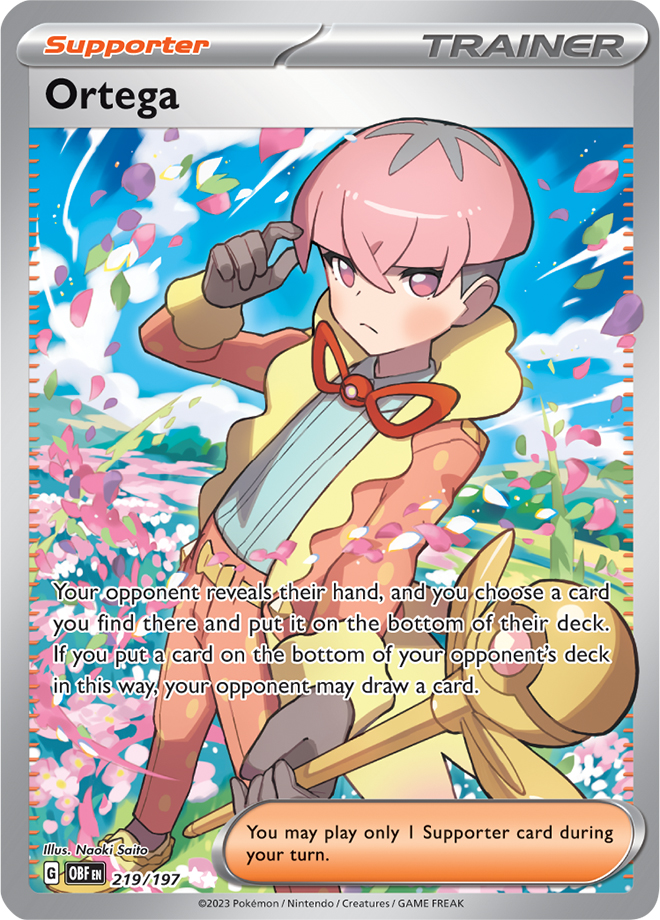 Supporter
TRAINER
Ortega
Your opponent reveals their hand, and you choose a card
you find there and put it on the bottom of their deck.
If you put a card on the bottom of your opponent's deck
in this way, your opponent may draw a card.
You may play only 1 Supporter card during
your turn.
Illus. Naoki Saito
G OBF EN 219/197
©2023 Pokémon / Nintendo / Creatures / GAME FREAK